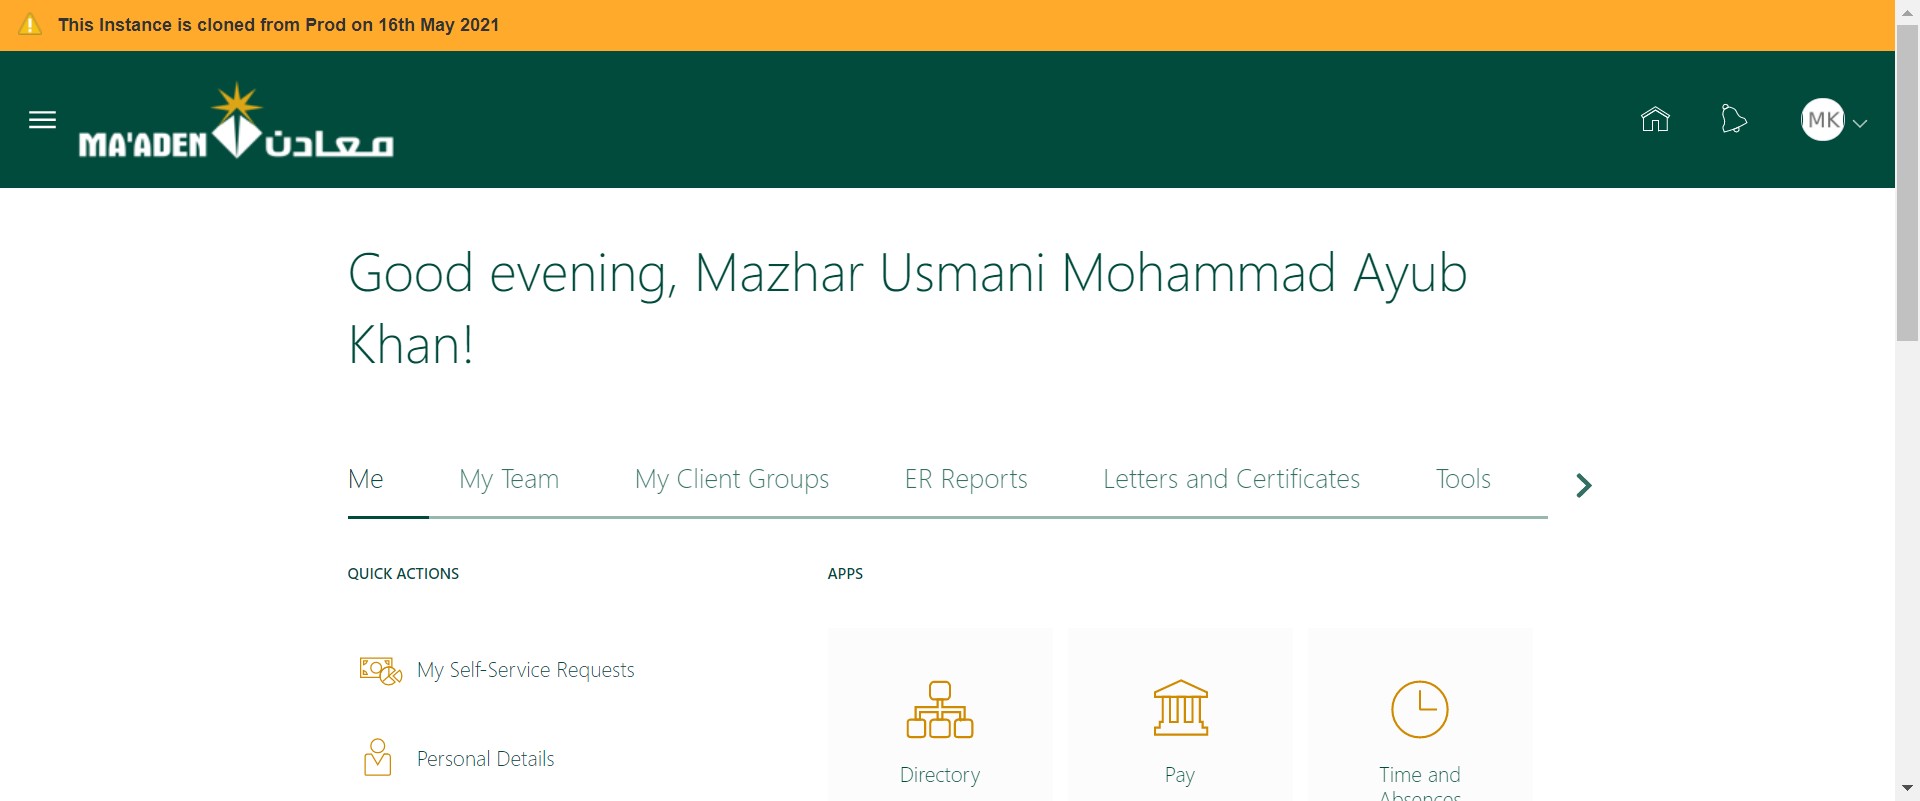 This Instance is cloned from Prod on 16th May 2021
MA'ADEN معادن
MK
Good evening, Mazhar Usmani Mohammad Ayub
Khan!
Me My Team My Client Groups ER Reports Letters and Certificates Tools
QUICK ACTIONS
APPS
My Self-Service Requests
Personal Details
Directory
Pay
Time and
Absences